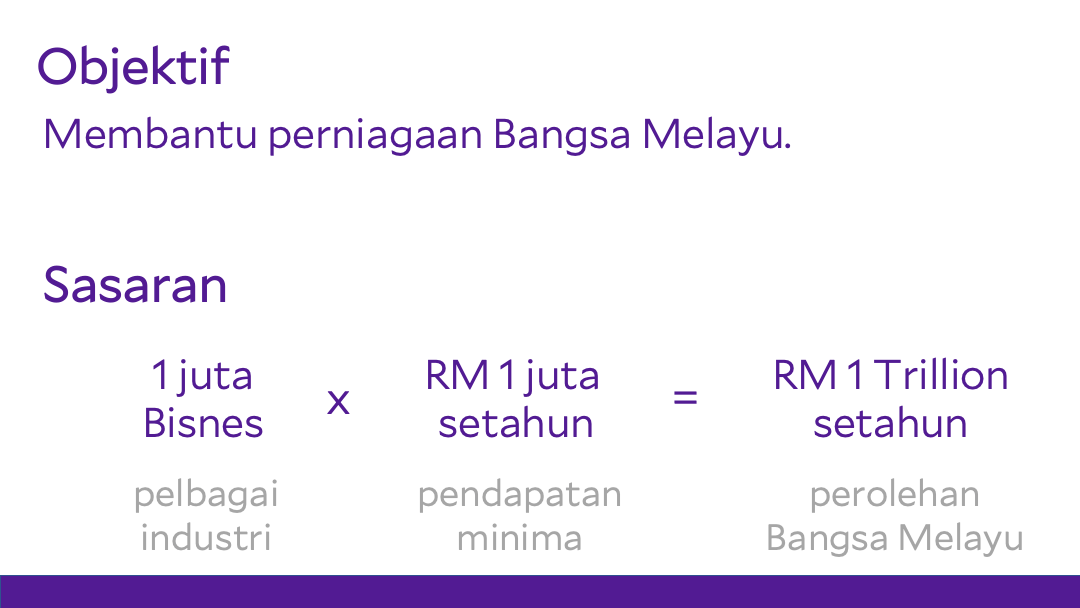 Objektif
Membantu perniagaan Bangsa Melayu.
Sasaran
1 juta
Bisnes
x
RM 1 juta
setahun
=
RM 1 Trillion
setahun
pelbagai
industri
pendapatan
minima
perolehan
Bangsa Melayu